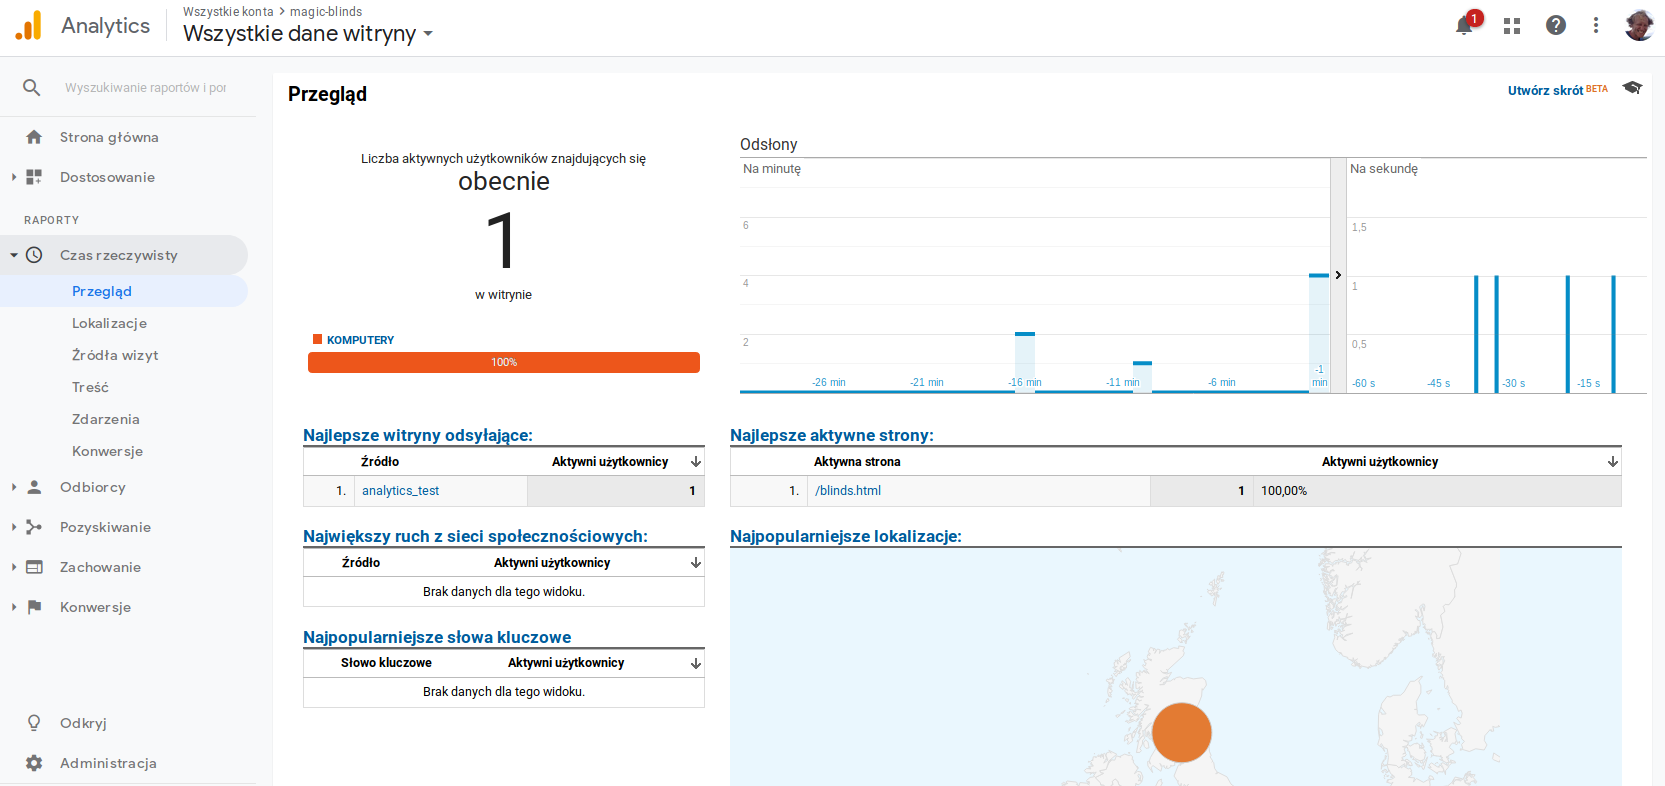 Analytics
Wszystkie konta > magic-blinds
Wszystkie dane witryny
1
Wyszukiwanie raportów i por
Strona główna
Dostosowanie
RAPORTY
Czas rzeczywisty
Przegląd
Lokalizacje
Źródła wizyt
Treść
Zdarzenia
Konwersje
Odbiorcy
Pozyskiwanie
Zachowanie
Konwersje
Odkryj
Administracja
Przegląd
Utwórz skrót BETA
Liczba aktywnych użytkowników znajdujących się
obecnie
1
w witrynie
KOMPUTERY
100%
Odsłony
Na minutę
6
4
2
-26 min
-21 min
-16 min
-11 min
-6 min
-1
min
Na sekundę
1,5
1
0,5
-60 s
-45 s
-30 s
-15 s
Najlepsze witryny odsyłające:
Źródło Aktywni użytkownicy
1. analytics_test 1
Największy ruch z sieci społecznościowych:
Źródło Aktywni użytkownicy
Brak danych dla tego widoku.
Najpopularniejsze słowa kluczowe
Słowo kluczowe Aktywni użytkownicy
Brak danych dla tego widoku.
Najlepsze aktywne strony:
Aktywna strona Aktywni użytkownicy
1. /blinds.html 1 100,00%
Najpopularniejsze lokalizacje: